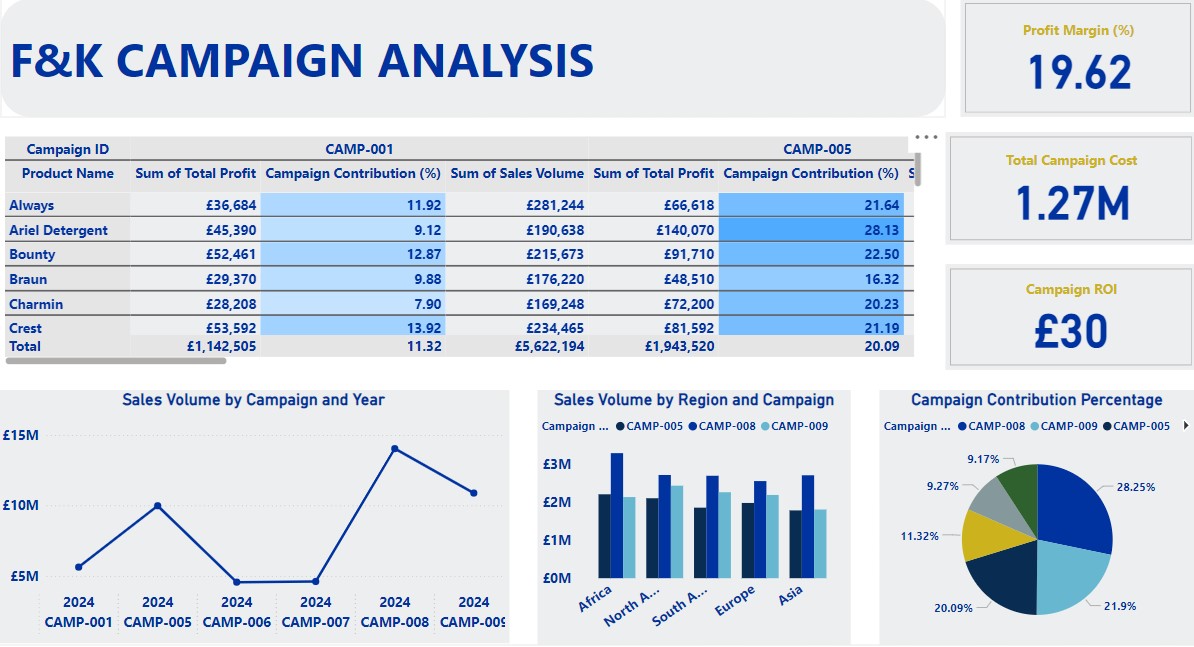 F&K CAMPAIGN ANALYSIS
Profit Margin (%)
19.62
Campaign ID CAMP-001 CAMP-005
Product Name Sum of Total Profit Campaign Contribution (%) Sum of Sales Volume Sum of Total Profit Campaign Contribution (%) S
Always £36,684 11.92 £281,244 £66,618 21.64
Ariel Detergent £45,390 9.12 £190,638 £140,070 28.13
Bounty £52,461 12.87 £215,673 £91,710 22.50
Braun £29,370 9.88 £176,220 £48,510 16.32
Charmin £28,208 7.90 £169,248 £72,200 20.23
Crest £53,592 13.92 £234,465 £81,592 21.19
Total £1,142,505 11.32 £5,622,194 £1,943,520 20.09
Total Campaign Cost
1.27M
Campaign ROI
£30
Sales Volume by Campaign and Year
£15M
£10M
£5M
2024 2024 2024 2024 2024 2024
CAMP-001 CAMP-005 CAMP-006 CAMP-007 CAMP-008 CAMP-009
Sales Volume by Region and Campaign
Campaign ... CAMP-005 CAMP-008 CAMP-009
£3M
£2M
£1M
£0M
Africa North A... South A... Europe Asia
Campaign Contribution Percentage
Campaign ... CAMP-008 CAMP-009 CAMP-005
9.17%
9.27%
28.25%
11.32%
20.09%
21.9%